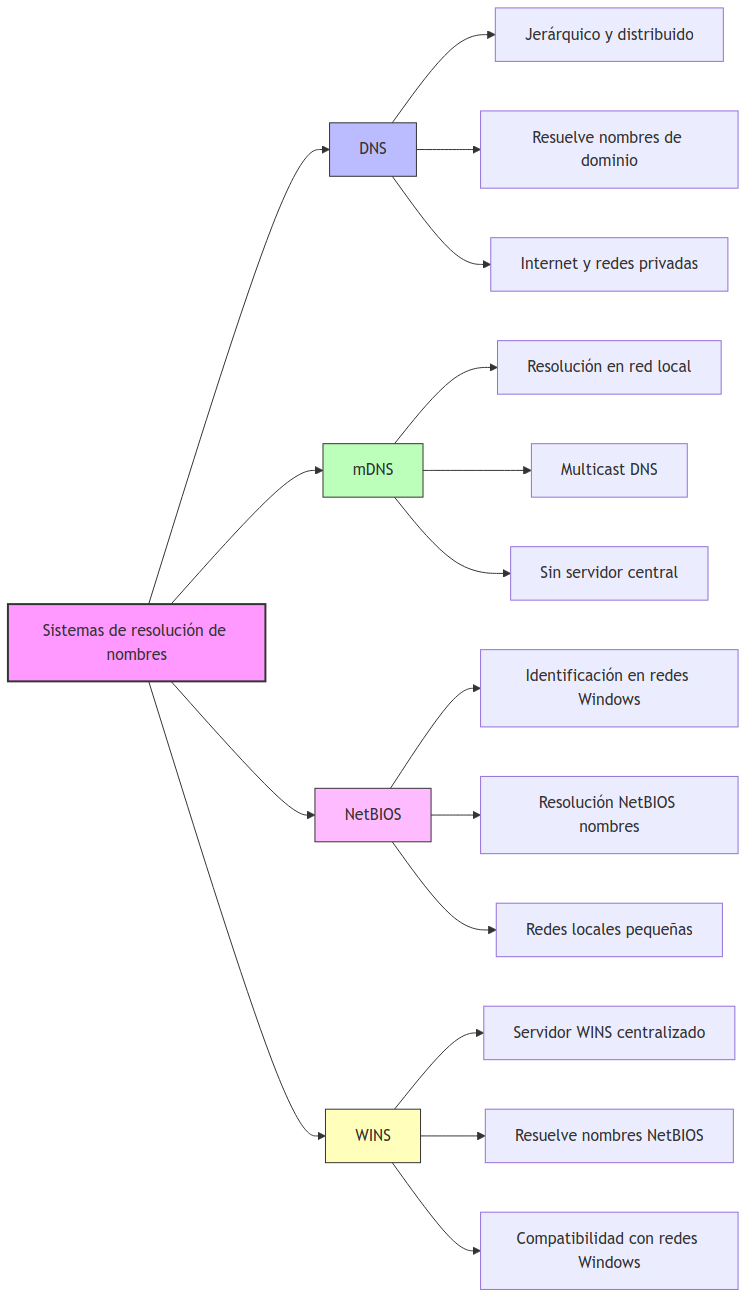 Sistemas de resolución de
nombres
DNS
Jerárquico y distribuido
Resuelve nombres de
dominio
Internet y redes privadas
mDNS
Resolución en red local
Multicast DNS
Sin servidor central
NetBIOS
Identificación en redes
Windows
Resolución NetBIOS
nombres
Redes locales pequeñas
WINS
Servidor WINS centralizado
Resuelve nombres NetBIOS
Compatibilidad con redes
Windows